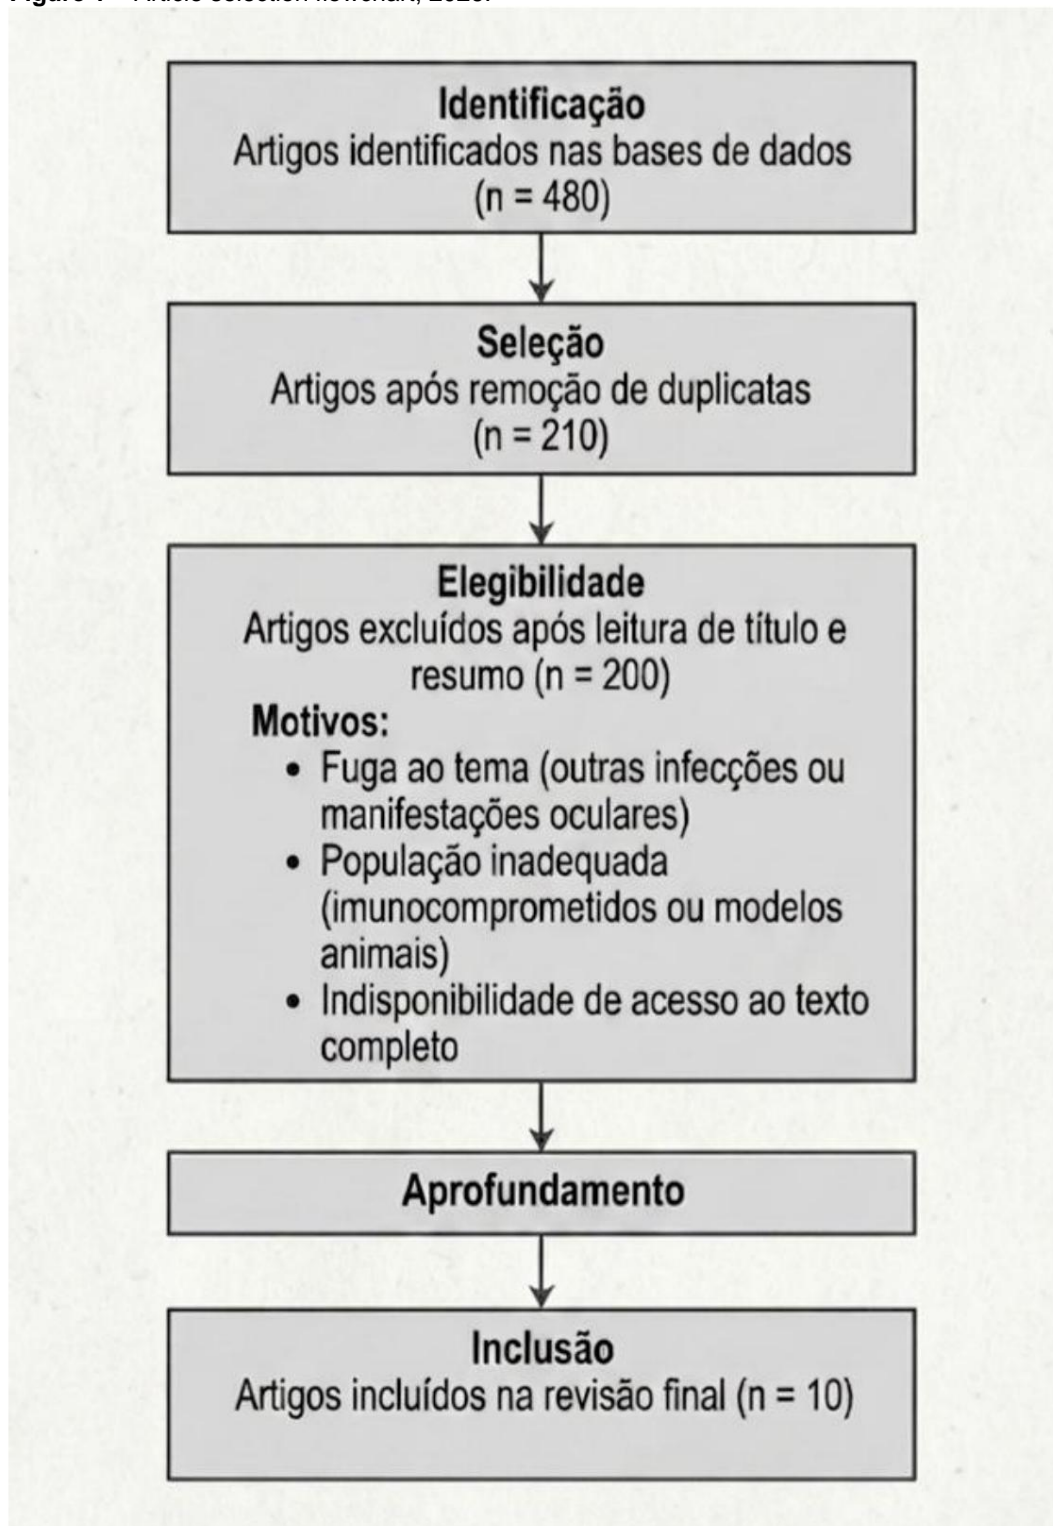 Identificação
Artigos identificados nas bases de dados
(n = 480)
Seleção
Artigos após remoção de duplicatas
(n = 210)
Elegibilidade
Artigos excluídos após leitura de título e
resumo (n = 200)
Motivos:
• Fuga ao tema (outras infecções ou
manifestações oculares)
• População inadequada
(imunocomprometidos ou modelos
animais)
• Indisponibilidade de acesso ao texto
completo
Aprofundamento
Inclusão
Artigos incluídos na revisão final (n = 10)